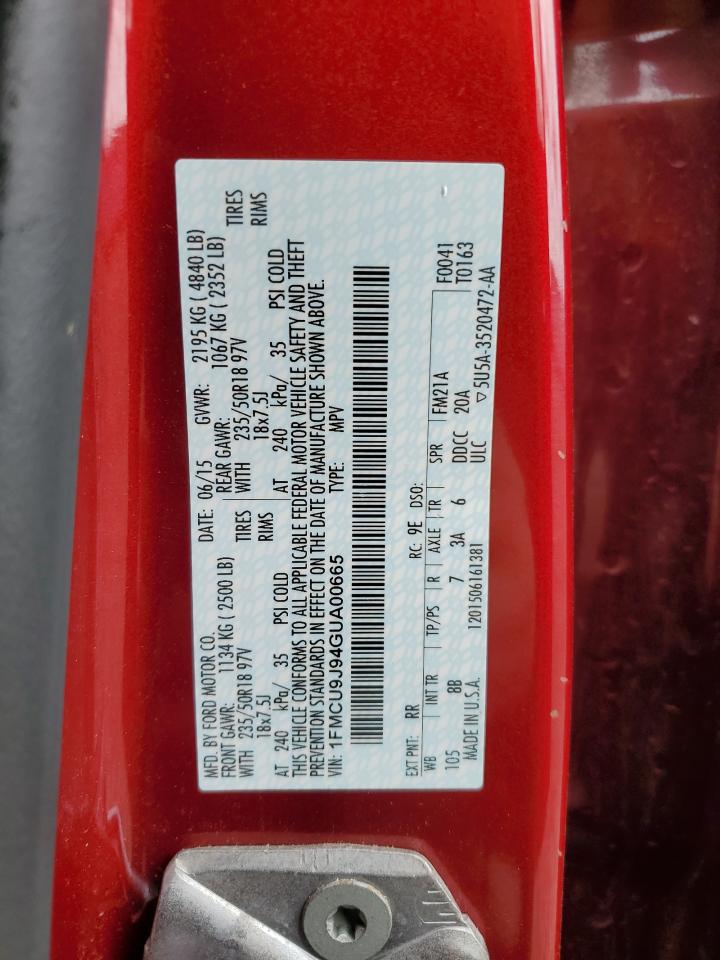 MFD. BY FORD MOTOR CO.
DATE: 06/15 GVWR: 2195 KG ( 4840 LB)
FRONT GAWR: 1134 KG ( 2500 LB)
REAR GAWR: 1067 KG ( 2352 LB)
WITH 235/50R18 97V TIRES
WITH 235/50R18 97V TIRES
18x7.5J RIMS
18x7.5J RIMS
AT 240 kPa/ 35 PSI COLD
AT 240 kPa/ 35 PSI COLD
THIS VEHICLE CONFORMS TO ALL APPLICABLE FEDERAL MOTOR VEHICLE SAFETY AND THEFT
PREVENTION STANDARDS IN EFFECT ON THE DATE OF MANUFACTURE SHOWN ABOVE.
VIN: 1FMCU9J94GUA00665 TYPE: MPV
EXT PNT: RR RC: 9E DSO: F0041
WB INT TR TP/PS R AXLE TR SPR FM21A T0163
105 8B 7 3A 6 DDCC 20A
MADE IN U.S.A. 1201506161381 ULC ▽5U5A-3520472-AA